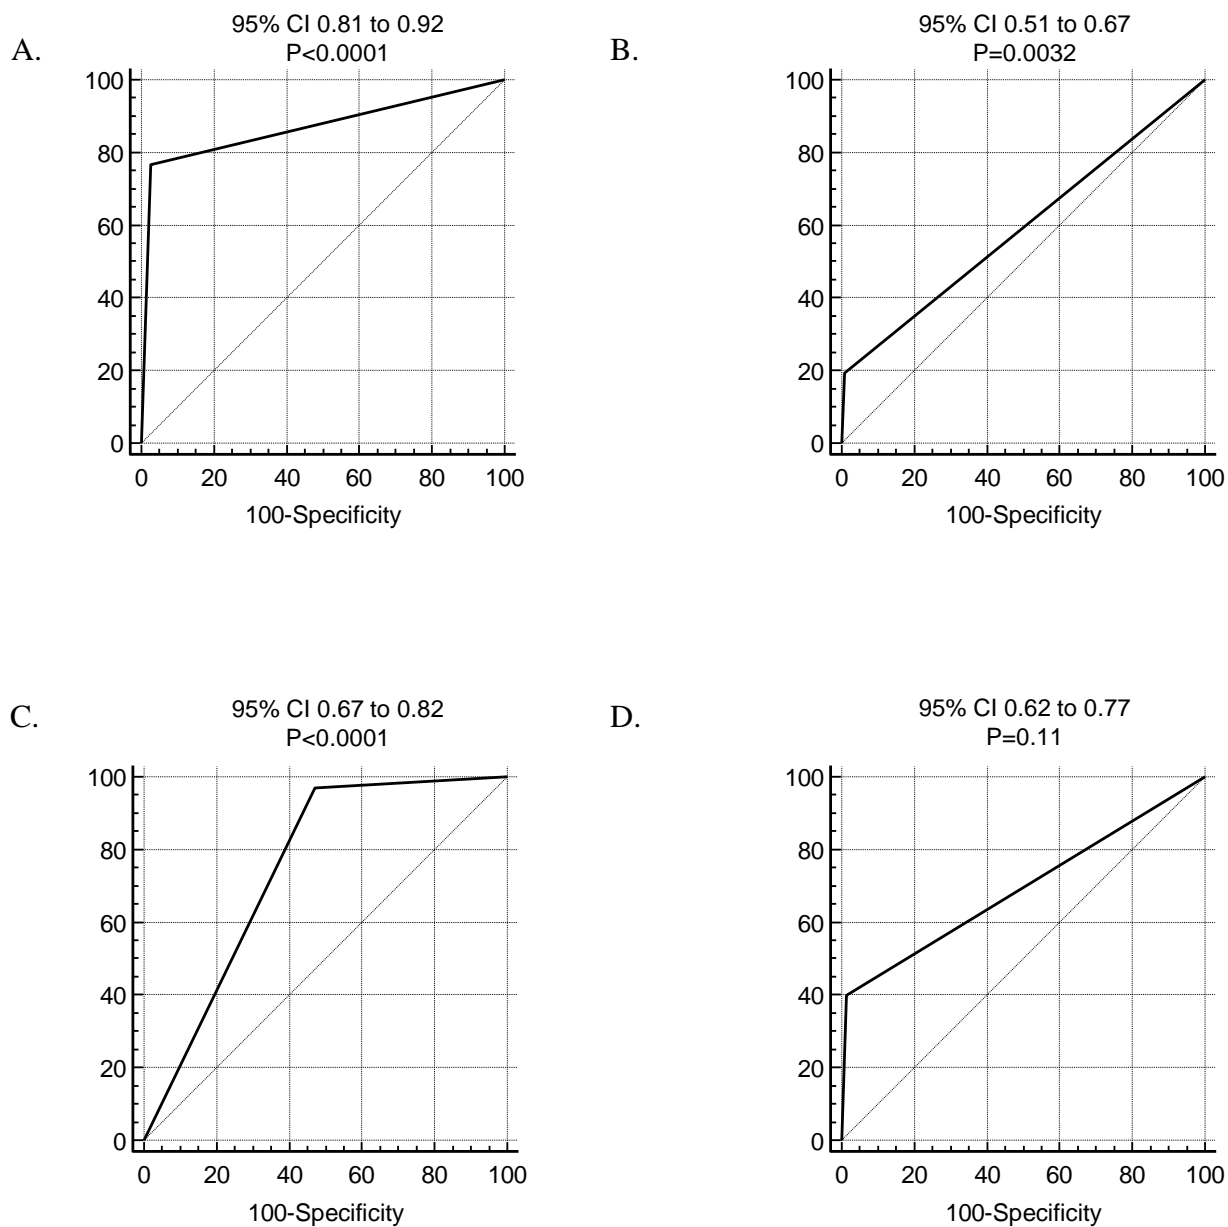 A.
95% CI 0.81 to 0.92
P<0.0001
100
80
60
40
20
0
0 20 40 60 80 100
100-Specificity
B.
95% CI 0.51 to 0.67
P=0.0032
100
80
60
40
20
0
0 20 40 60 80 100
100-Specificity
C.
95% CI 0.67 to 0.82
P<0.0001
100
80
60
40
20
0
0 20 40 60 80 100
100-Specificity
D.
95% CI 0.62 to 0.77
P=0.11
100
80
60
40
20
0
0 20 40 60 80 100
100-Specificity